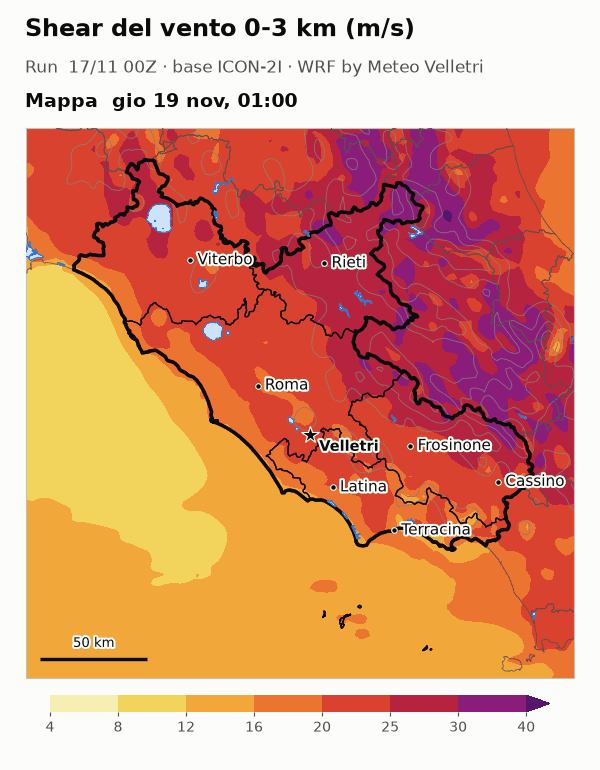 Shear del vento 0-3 km (m/s)
Run  17/11 00Z · base ICON-2I · WRF by Meteo Velletri
Mappa  gio 19 nov, 01:00
Viterbo
Rieti
Roma
Velletri
Frosinone
Cassino
Latina
Terracina
50 km
4 8 12 16 20 25 30 40